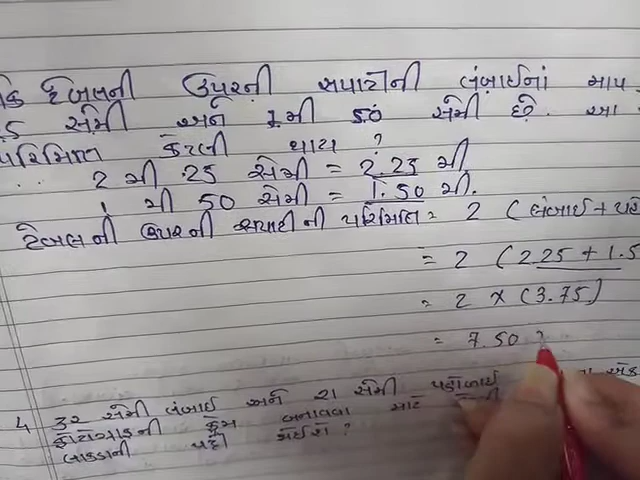 ટેબલની ઉપરની સપાટીની લંબાઈનાં માપ
સેમી અને 1 મી 50 સેમી છે. આ
પરિમિતિ કેટલી થાય ?
2 મી 25 સેમી = 2.25 મી
1 મી 50 સેમી = 1.50 મી.
ટેબલની ઉપરની સપાટીની પરિમિતિ = 2 (લંબાઈ + પહો
= 2 (2.25 + 1.5
= 2 x (3.75)
= 7.50
4 32 સેમી લંબાઈ અને 21 સેમી પહોળાઈ
ફોટોગ્રાફની ફ્રેમ બનાવવા માટે
લાકડાની પટ્ટી જોઈશે ?